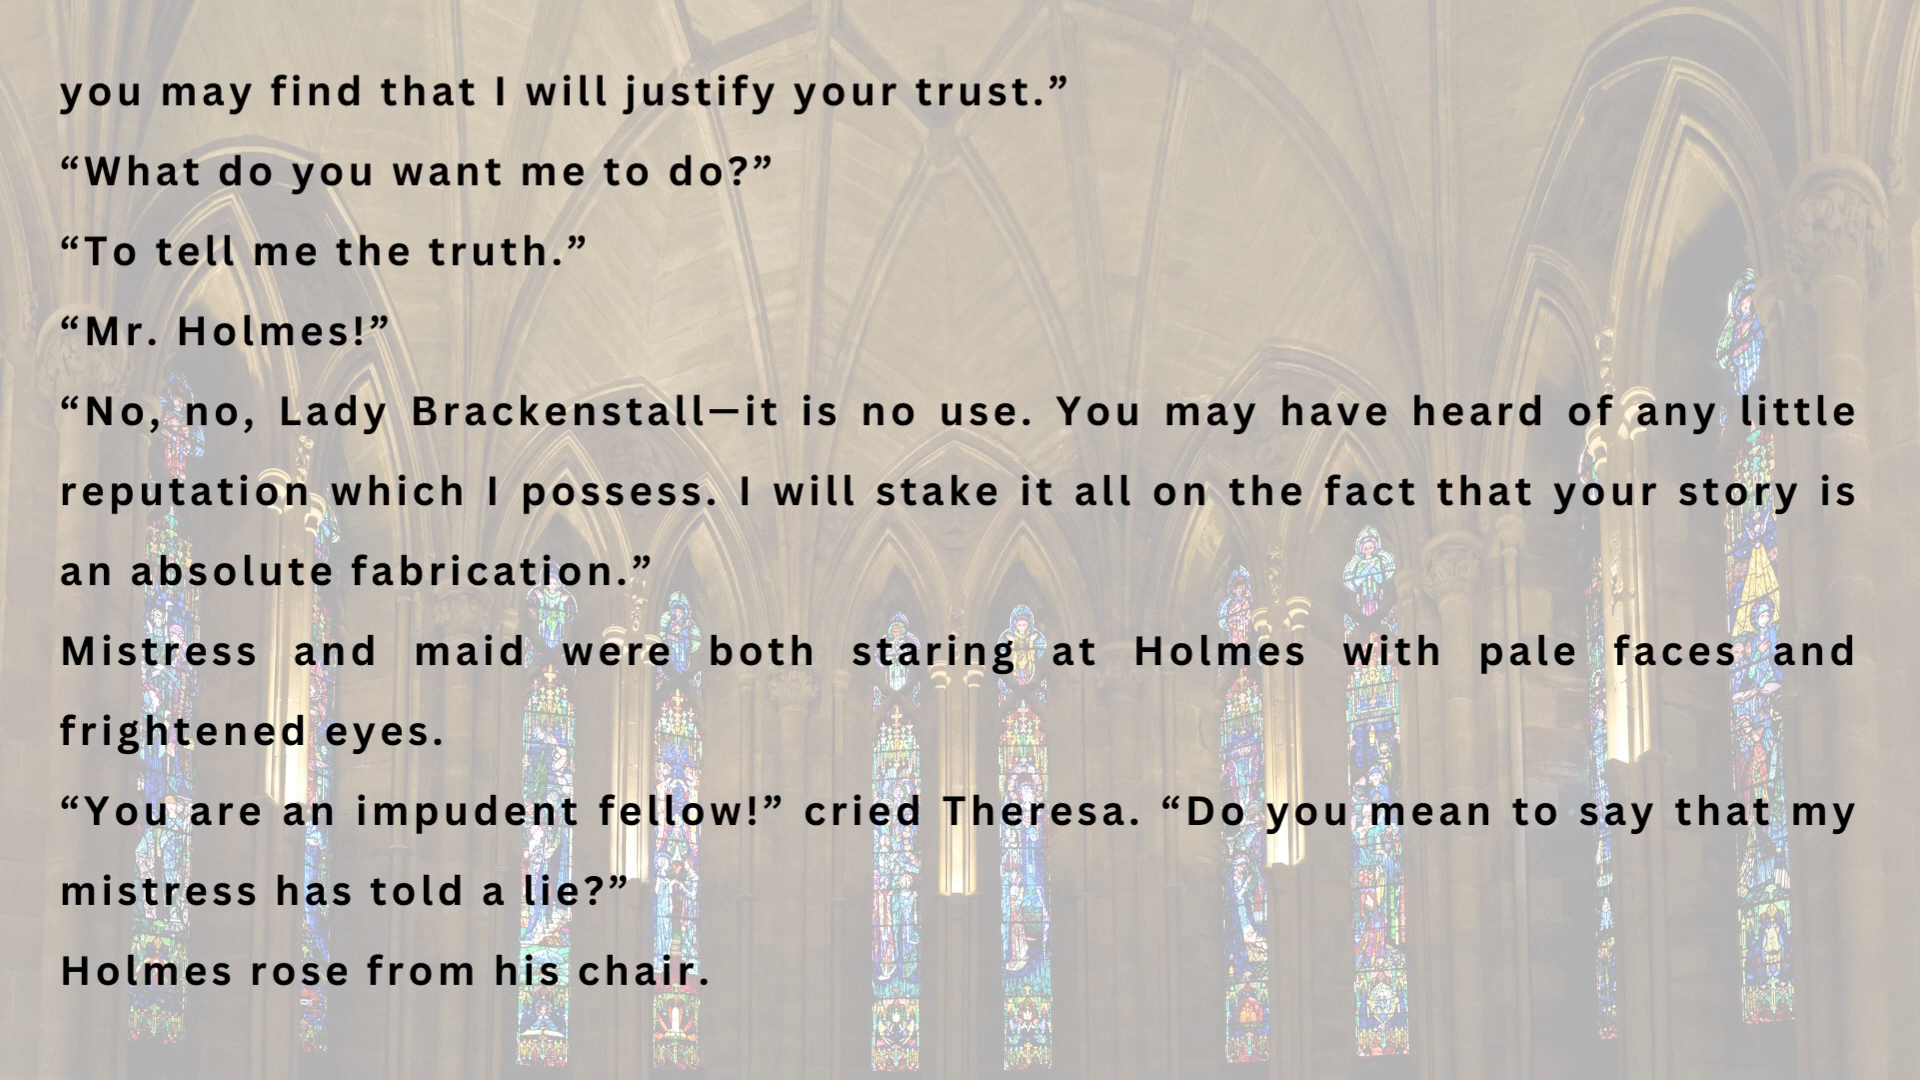 you may find that I will justify your trust.”
“What do you want me to do?”
“To tell me the truth.”
“Mr. Holmes!”
“No, no, Lady Brackenstall—it is no use. You may have heard of any little
reputation which I possess. I will stake it all on the fact that your story is
an absolute fabrication.”
Mistress and maid were both staring at Holmes with pale faces and
frightened eyes.
“You are an impudent fellow!” cried Theresa. “Do you mean to say that my
mistress has told a lie?”
Holmes rose from his chair.